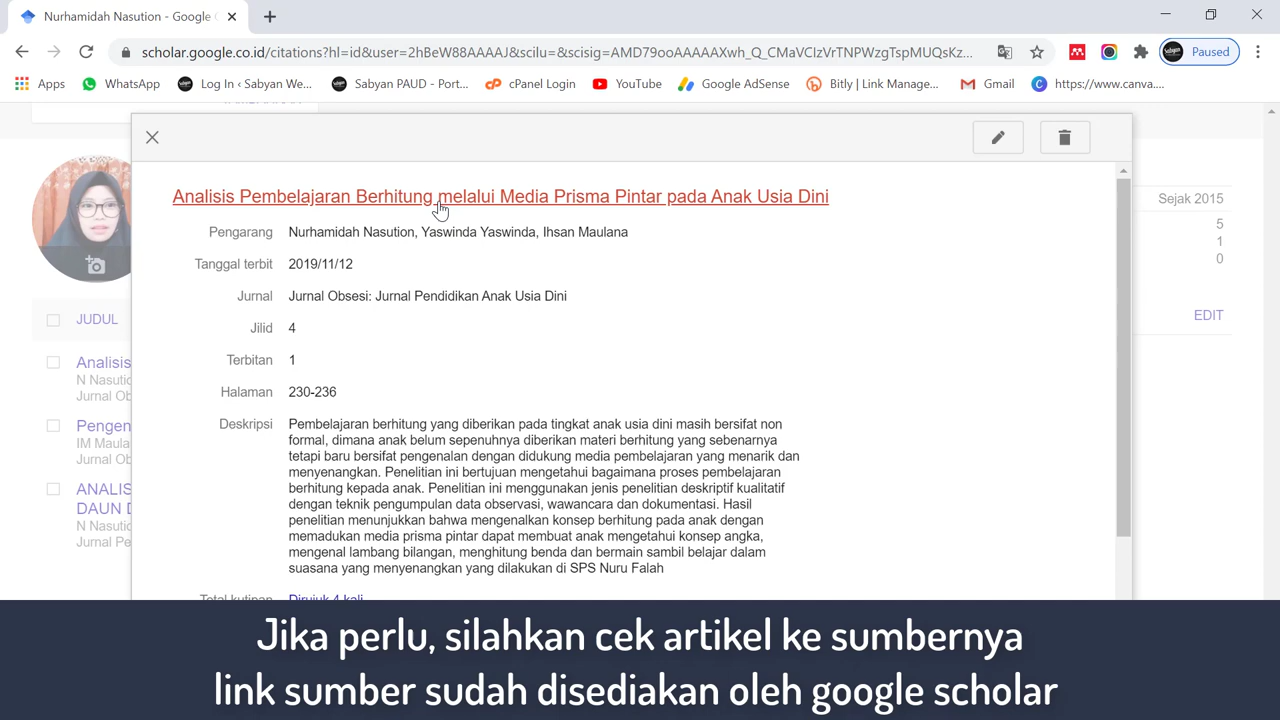 Nurhamidah Nasution - Google C
scholar.google.co.id/citations?hl=id&user=2hBeW88AAAAJ&scilu=&scisig=AMD79ooAAAAAXwh_Q_CMaVCIzVrTNPWzgTspMUQsKz...
Paused
Apps
WhatsApp
Log In ‹ Sabyan We...
Sabyan PAUD - Port...
cPanel Login
YouTube
Google AdSense
Bitly | Link Manage...
Gmail
https://www.canva....
Analisis Pembelajaran Berhitung melalui Media Prisma Pintar pada Anak Usia Dini
Pengarang Nurhamidah Nasution, Yaswinda Yaswinda, Ihsan Maulana
Tanggal terbit 2019/11/12
Jurnal Jurnal Obsesi: Jurnal Pendidikan Anak Usia Dini
Jilid 4
Terbitan 1
Halaman 230-236
Deskripsi Pembelajaran berhitung yang diberikan pada tingkat anak usia dini masih bersifat non
formal, dimana anak belum sepenuhnya diberikan materi berhitung yang sebenarnya
tetapi baru bersifat pengenalan dengan didukung media pembelajaran yang menarik dan
menyenangkan. Penelitian ini bertujuan mengetahui bagaimana proses pembelajaran
berhitung kepada anak. Penelitian ini menggunakan jenis penelitian deskriptif kualitatif
dengan teknik pengumpulan data observasi, wawancara dan dokumentasi. Hasil
penelitian menunjukkan bahwa mengenalkan konsep berhitung pada anak dengan
memadukan media prisma pintar dapat membuat anak mengetahui konsep angka,
mengenal lambang bilangan, menghitung benda dan bermain sambil belajar dalam
suasana yang menyenangkan yang dilakukan di SPS Nuru Falah
Total kutipan Dirujuk 4 kali
JUDUL
Analisis
N Nasutio
Jurnal Ob
Pengen
IM Maula
Jurnal Ob
ANALIS
DAUN D
N Nasutio
Jurnal Pe
Sejak 2015
5
1
0
EDIT
Jika perlu, silahkan cek artikel ke sumbernya
link sumber sudah disediakan oleh google scholar